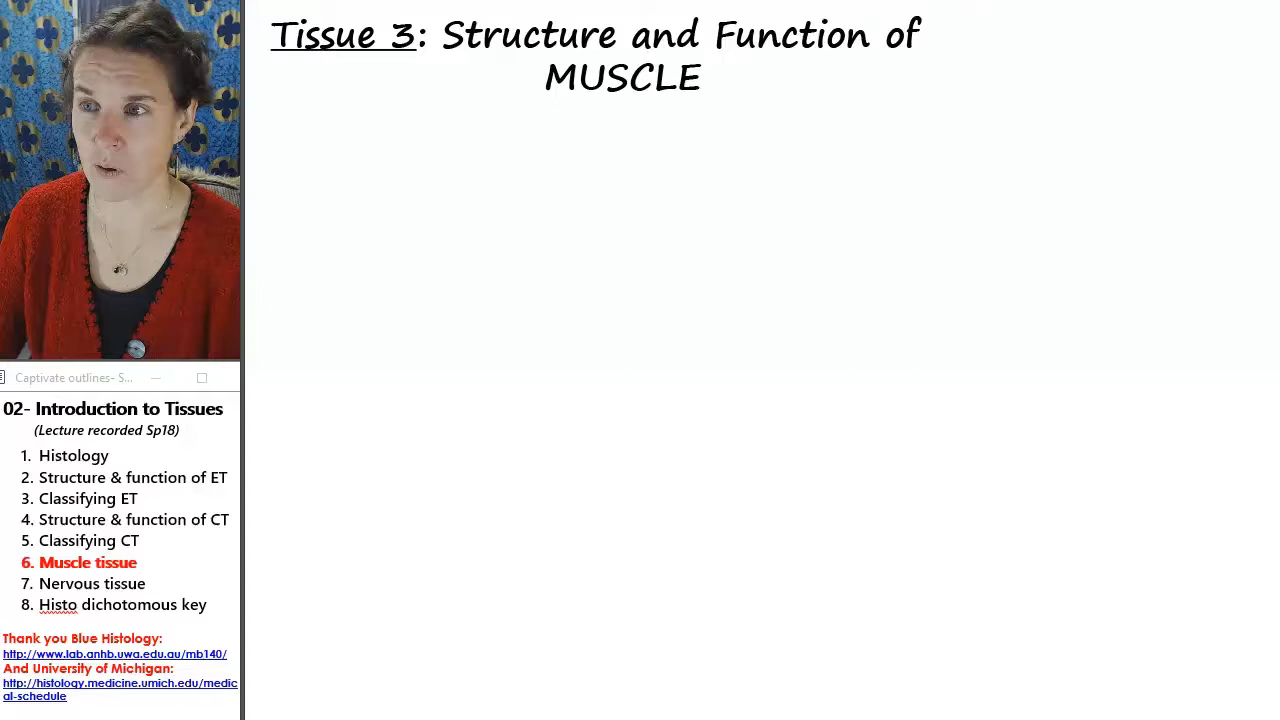 Tissue 3: Structure and Function of
MUSCLE
Captivate outlines- S...
02- Introduction to Tissues
(Lecture recorded Sp18)
1. Histology
2. Structure & function of ET
3. Classifying ET
4. Structure & function of CT
5. Classifying CT
6. Muscle tissue
7. Nervous tissue
8. Histo dichotomous key
Thank you Blue Histology:
http://www.lab.anhb.uwa.edu.au/mb140/
And University of Michigan:
http://histology.medicine.umich.edu/medic
al-schedule